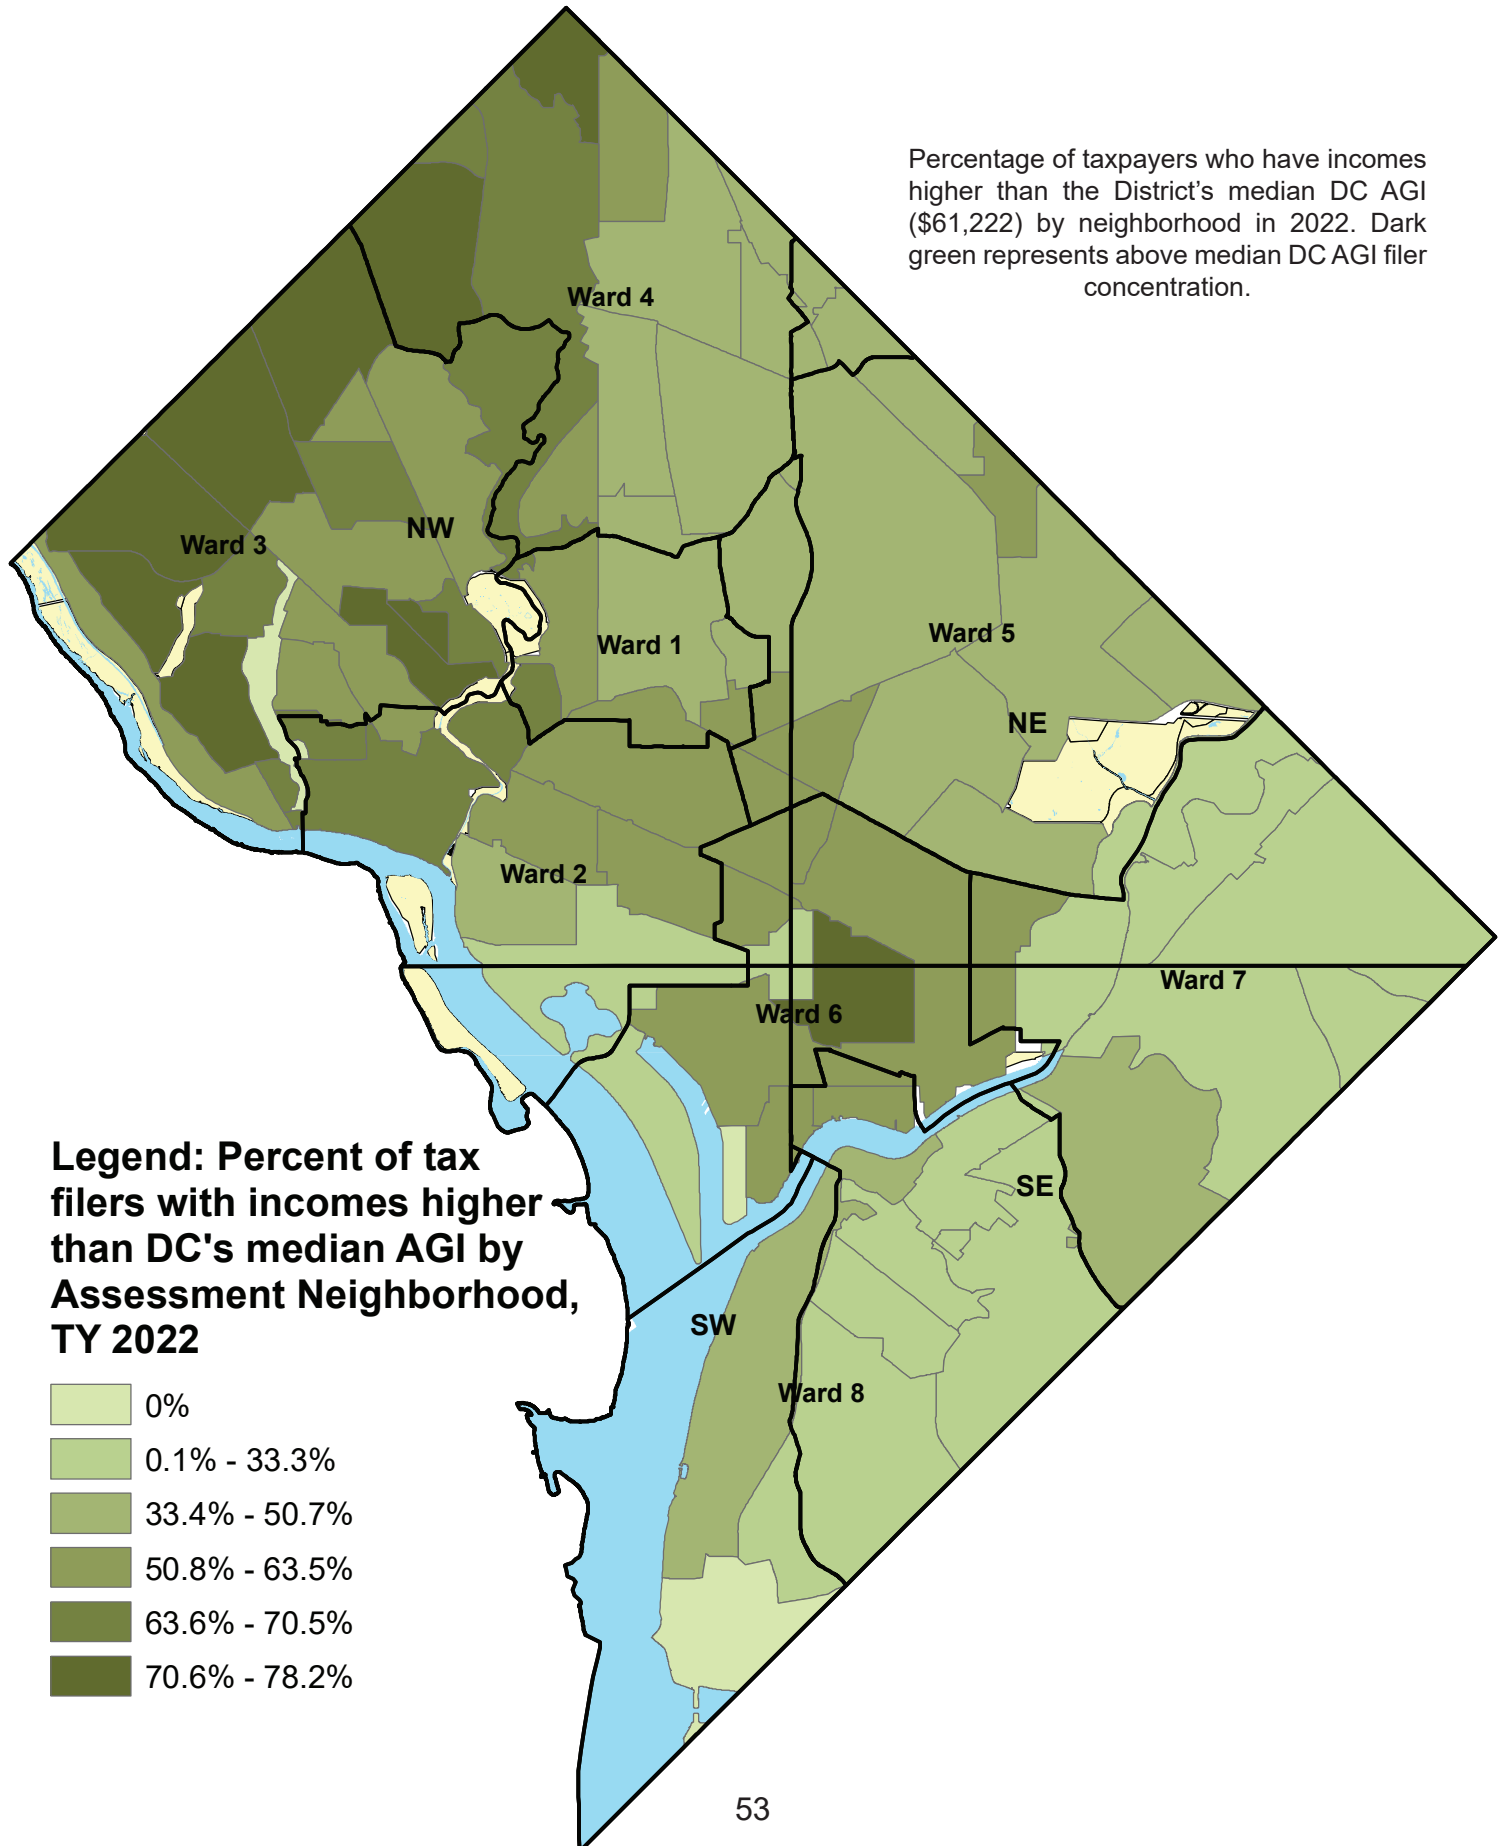 Percentage of taxpayers who have incomes
higher than the District’s median DC AGI
($61,222) by neighborhood in 2022. Dark
green represents above median DC AGI filer
concentration.
Ward 4
NW
Ward 3
Ward 1
Ward 5
NE
Ward 2
Ward 7
Ward 6
SE
SW
Ward 8
Legend: Percent of tax
filers with incomes higher
than DC's median AGI by
Assessment Neighborhood,
TY 2022
0%
0.1% - 33.3%
33.4% - 50.7%
50.8% - 63.5%
63.6% - 70.5%
70.6% - 78.2%
53